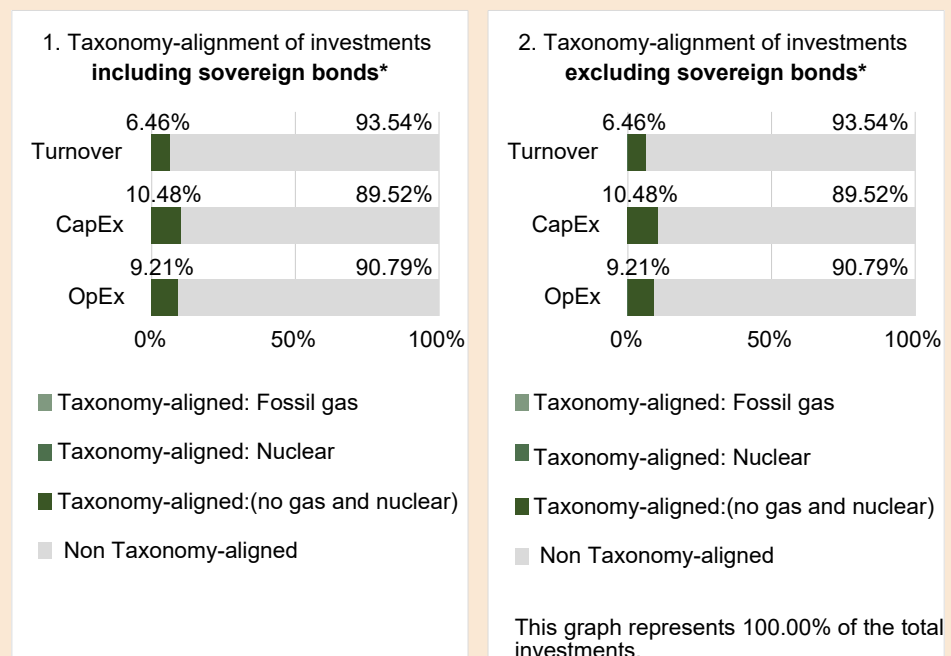 1. Taxonomy-alignment of investments
including sovereign bonds*
6.46% 93.54%
Turnover
10.48% 89.52%
CapEx
9.21% 90.79%
OpEx
0% 50% 100%
Taxonomy-aligned: Fossil gas
Taxonomy-aligned: Nuclear
Taxonomy-aligned:(no gas and nuclear)
Non Taxonomy-aligned
2. Taxonomy-alignment of investments
excluding sovereign bonds*
6.46% 93.54%
Turnover
10.48% 89.52%
CapEx
9.21% 90.79%
OpEx
0% 50% 100%
Taxonomy-aligned: Fossil gas
Taxonomy-aligned: Nuclear
Taxonomy-aligned:(no gas and nuclear)
Non Taxonomy-aligned
This graph represents 100.00% of the total
investments.